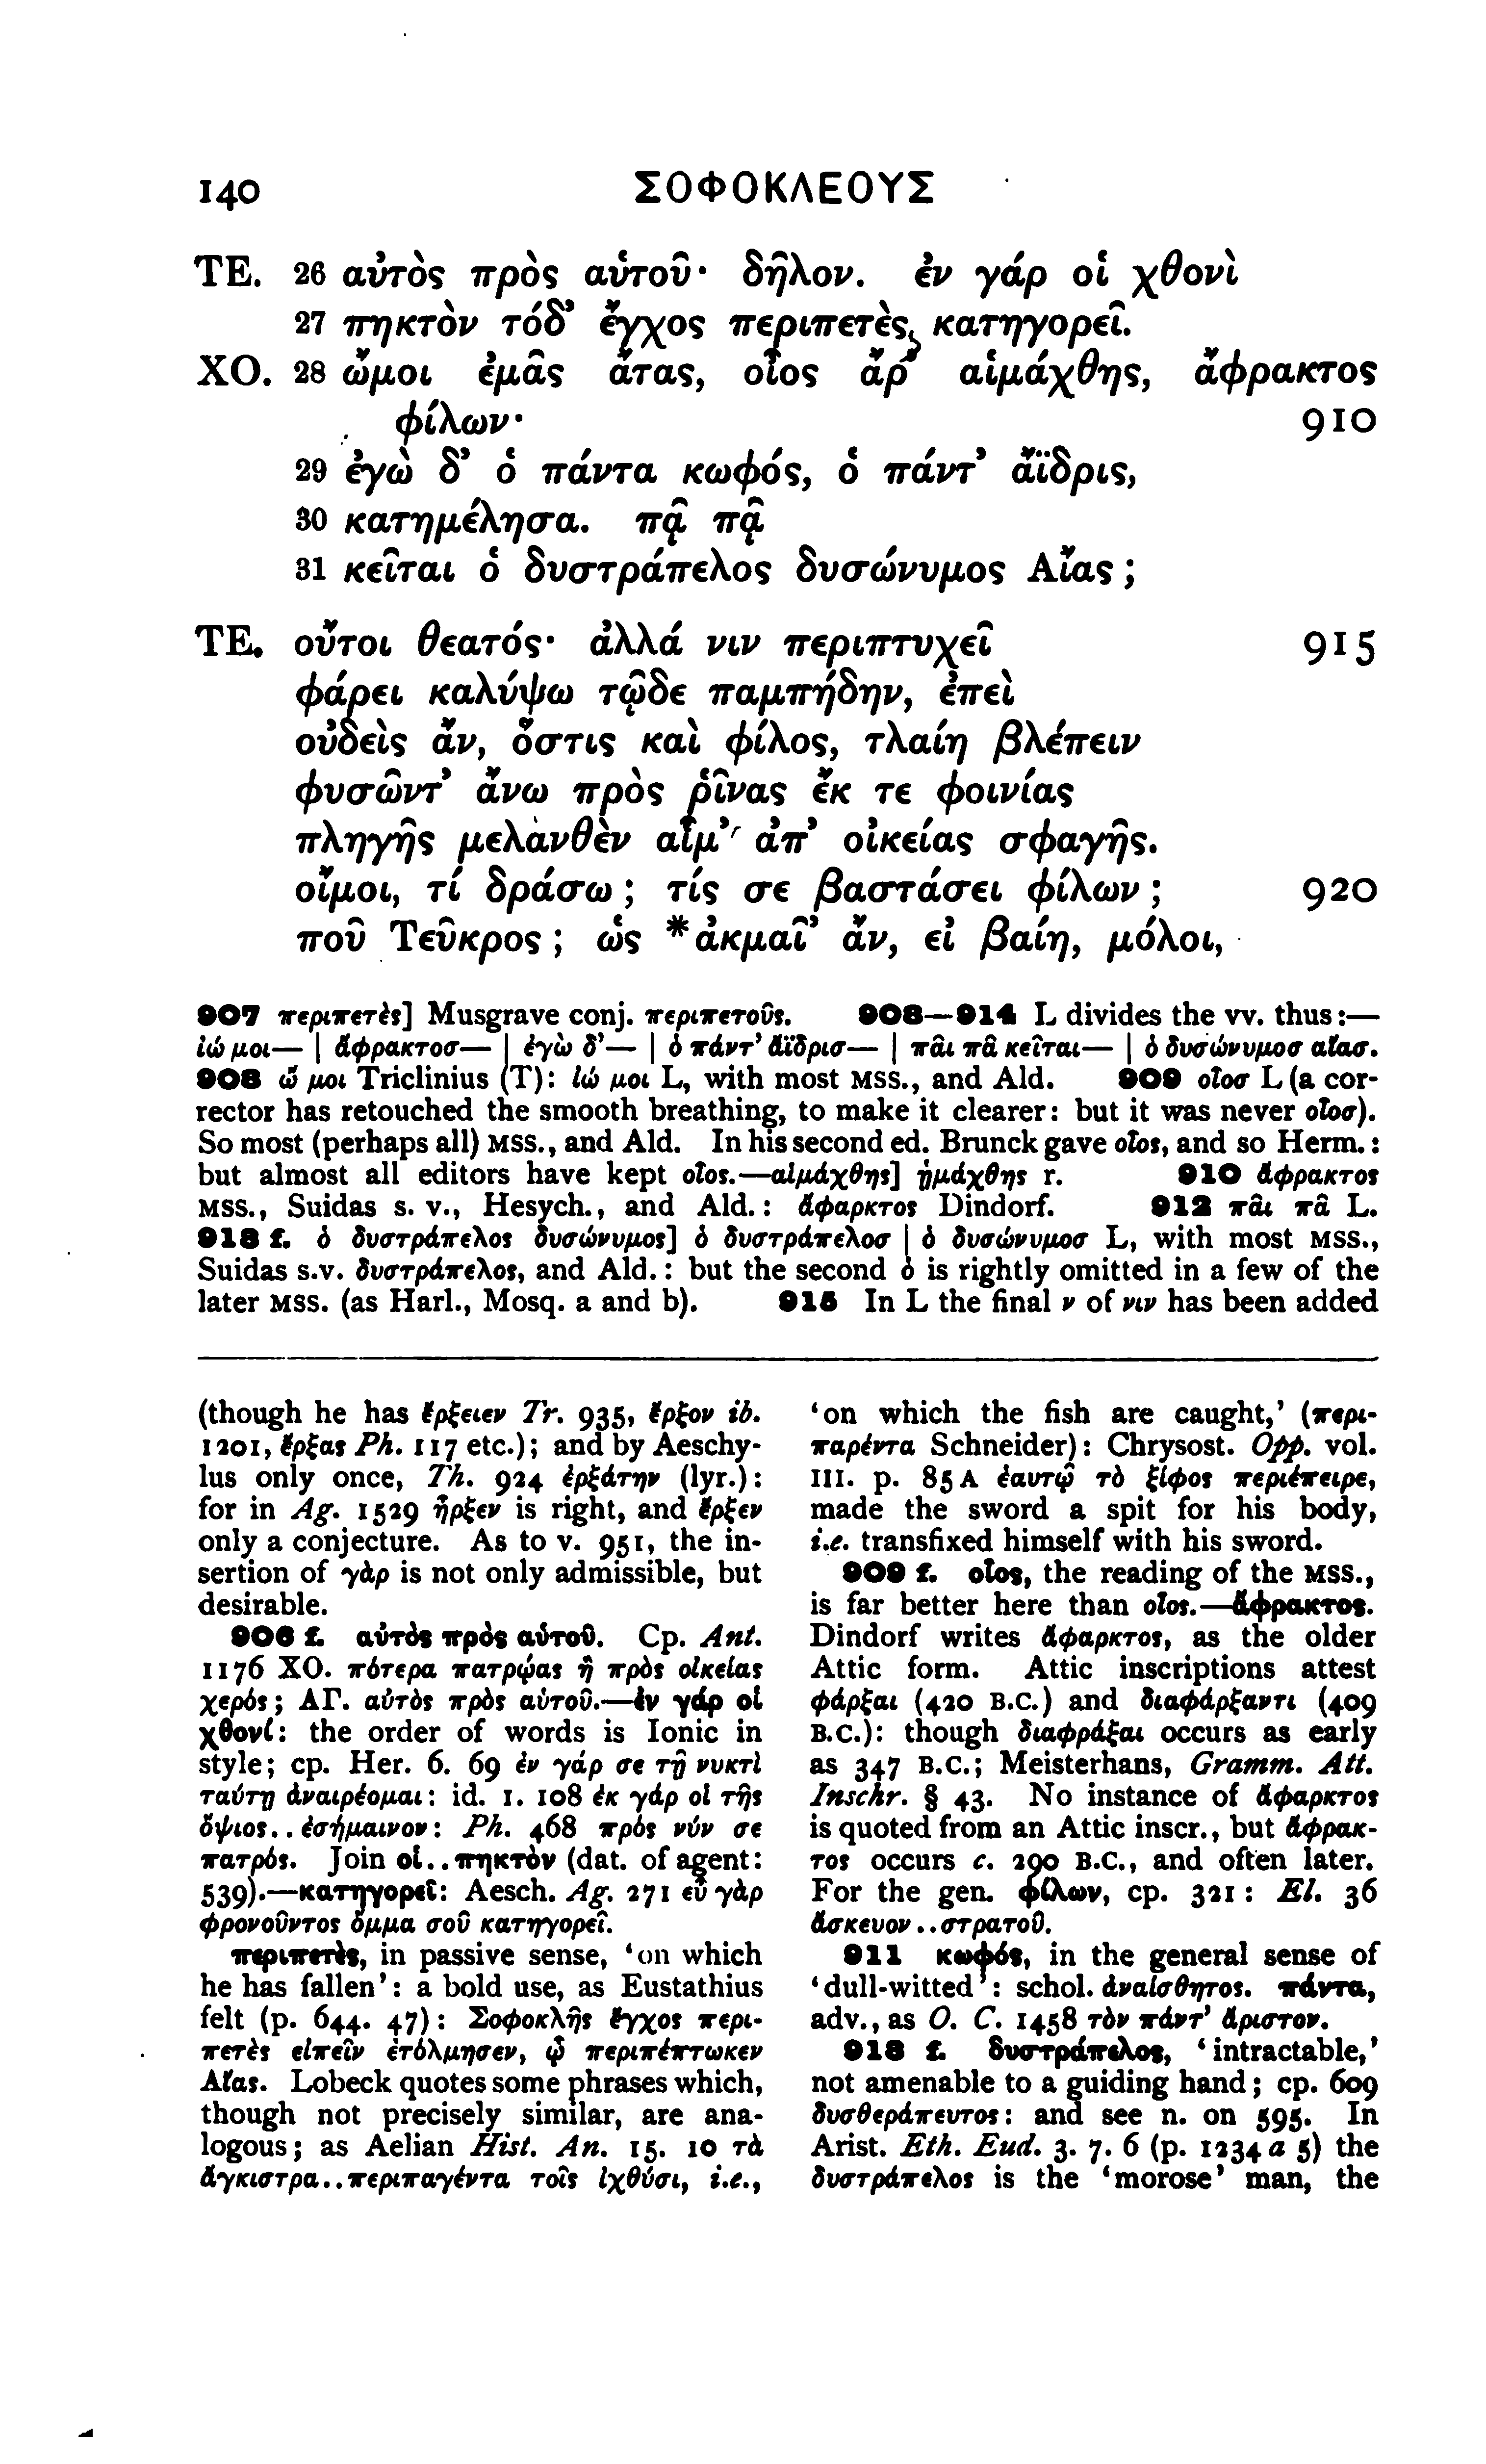 140 ΣΟΦΟΚΛΕΟΥΣ
ΤΕ. 26 αὐτὸς πρὸς αὑτοῦ· δῆλον. ἐν γάρ οἱ χθονὶ
27 πηκτὸν τόδ᾽ ἔγχος περιπετὲς κατηγορεῖ.
ΧΟ. 28 ὤμοι ἐμᾶς ἄτας, οἶος ἄρ᾽ αἱμάχθης, ἄφρακτος
φίλων· 910
29 ἐγὼ δ᾽ ὁ πάντα κωφός, ὁ πάντ᾽ ἄϊδρις,
30 κατημέλησα. πᾷ πᾷ
31 κεῖται ὁ δυστράπελος δυσώνυμος Αἴας;
ΤΕ. οὔτοι θεατός· ἀλλά νιν περιπτυχεῖ 915
φάρει καλύψω τῷδε παμπήδην, ἐπεὶ
οὐδεὶς ἄν, ὅστις καὶ φίλος, τλαίη βλέπειν
φυσῶντ᾽ ἄνω πρὸς ῥῖνας ἔκ τε φοινίας
πληγῆς μελανθὲν αἷμ᾽ ἀπ᾽ οἰκείας σφαγῆς.
οἴμοι, τί δράσω; τίς σε βαστάσει φίλων; 920
ποῦ Τεῦκρος; ὡς *ἀκμαῖ᾽ ἄν, εἰ βαίη, μόλοι,
907 περιπετὲς] Musgrave conj. περιπετοῦς. 908—914 L divides the vv. thus:—
ἰώ μοι— | ἄφρακτοσ— | ἐγὼ δ᾽— | ὁ πάντ᾽ ἄϊδρισ— | πᾶι πᾶ κεῖται— | ὁ δυσώνυμοσ αἴασ.
908 ὤ μοι Triclinius (T): ἰώ μοι L, with most MSS., and Ald. 909 οἶοσ L (a cor-
rector has retouched the smooth breathing, to make it clearer: but it was never οἷοσ).
So most (perhaps all) MSS., and Ald. In his second ed. Brunck gave οἷος, and so Herm.:
but almost all editors have kept οἶος.—αἱμάχθης] ᾑμάχθης r. 910 ἄφρακτος
MSS., Suidas s. v., Hesych., and Ald.: ἄφαρκτος Dindorf. 912 πᾶι πᾶ L.
913 f. ὁ δυστράπελος δυσώνυμος] ὁ δυστράπελοσ | ὁ δυσώνυμοσ L, with most MSS.,
Suidas s.v. δυστράπελος, and Ald.: but the second ὁ is rightly omitted in a few of the
later MSS. (as Harl., Mosq. a and b). 915 In L the final ν of νιν has been added
(though he has ἔρξειεν Tr. 935, ἔρξον ib.
1201, ἔρξας Ph. 117 etc.); and by Aeschy-
lus only once, Th. 924 ἐρξάτην (lyr.):
for in Ag. 1529 ἦρξεν is right, and ἔρξεν
only a conjecture. As to v. 951, the in-
sertion of γὰρ is not only admissible, but
desirable.
906 f. αὐτὸς πρὸς αὑτοῦ. Cp. Ant.
1176 ΧΟ. πότερα πατρῴας ἢ πρὸς οἰκείας
χερός; ΑΓ. αὐτὸς πρὸς αὑτοῦ.—ἐν γάρ οἱ
χθονί: the order of words is Ionic in
style; cp. Her. 6. 69 ἐν γάρ σε τῇ νυκτὶ
ταύτῃ ἀναιρέομαι: id. 1. 108 ἐκ γάρ οἱ τῆς
ὄψιος..ἐσήμαινον: Ph. 468 πρός νύν σε
πατρός. Join οἱ..πηκτὸν (dat. of agent:
539).—κατηγορεῖ: Aesch. Ag. 271 εὖ γὰρ
φρονοῦντος ὄμμα σοῦ κατηγορεῖ.
περιπετὲς, in passive sense, ‘on which
he has fallen’: a bold use, as Eustathius
felt (p. 644. 47): Σοφοκλῆς ἔγχος περι-
πετὲς εἰπεῖν ἐτόλμησεν, ᾧ περιπέπτωκεν
Αἴας. Lobeck quotes some phrases which,
though not precisely similar, are ana-
logous; as Aelian Hist. An. 15. 10 τὰ
ἄγκιστρα..περιπαγέντα τοῖς ἰχθύσι, i.e.,
‘on which the fish are caught,’ (περι-
παρέντα Schneider): Chrysost. Opp. vol.
III. p. 85 A ἑαυτῷ τὸ ξίφος περιέπειρε,
made the sword a spit for his body,
i.e. transfixed himself with his sword.
909 f. οἶος, the reading of the MSS.,
is far better here than οἷος.—ἄφρακτος.
Dindorf writes ἄφαρκτος, as the older
Attic form. Attic inscriptions attest
φάρξαι (420 B.C.) and διαφάρξαντι (409
B.C.): though διαφράξαι occurs as early
as 347 B.C.; Meisterhans, Gramm. Att.
Inschr. § 43. No instance of ἄφαρκτος
is quoted from an Attic inscr., but ἄφρακ-
τος occurs c. 290 B.C., and often later.
For the gen. φίλων, cp. 321: El. 36
ἄσκευον..στρατοῦ.
911 κωφός, in the general sense of
‘dull-witted’: schol. ἀναίσθητος. πάντα,
adv., as O. C. 1458 τὸν πάντ᾽ ἄριστον.
913 f. δυστράπελος, ‘intractable,’
not amenable to a guiding hand; cp. 609
δυσθεράπευτος: and see n. on 595. In
Arist. Eth. Eud. 3. 7. 6 (p. 1234 a 5) the
δυστράπελος is the ‘morose’ man, the